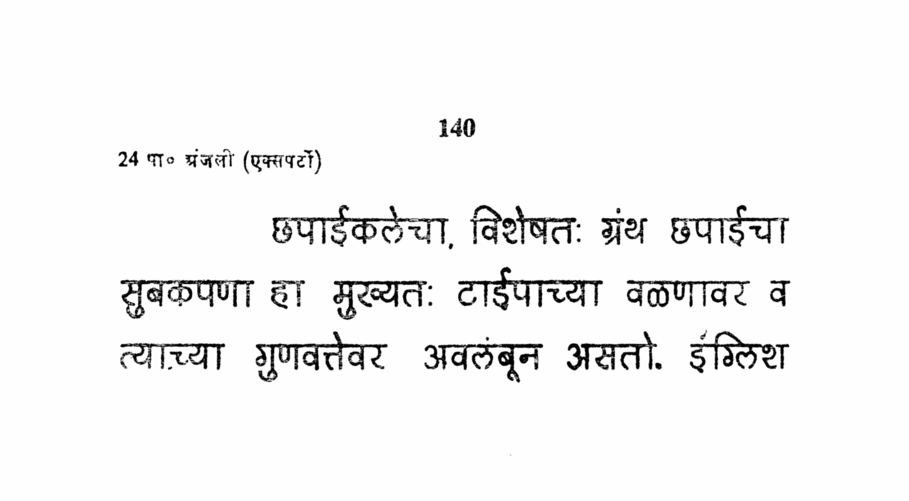 140
24 पा० अंजली (एक्सपर्टो)
छपाईकलेचा, विशेषतः ग्रंथ छपाईचा
सुबकपणा हा मुख्यतः टाईपाच्या वळणावर व
त्याच्या गुणवत्तेवर अवलंबून असतो. इंग्लिश